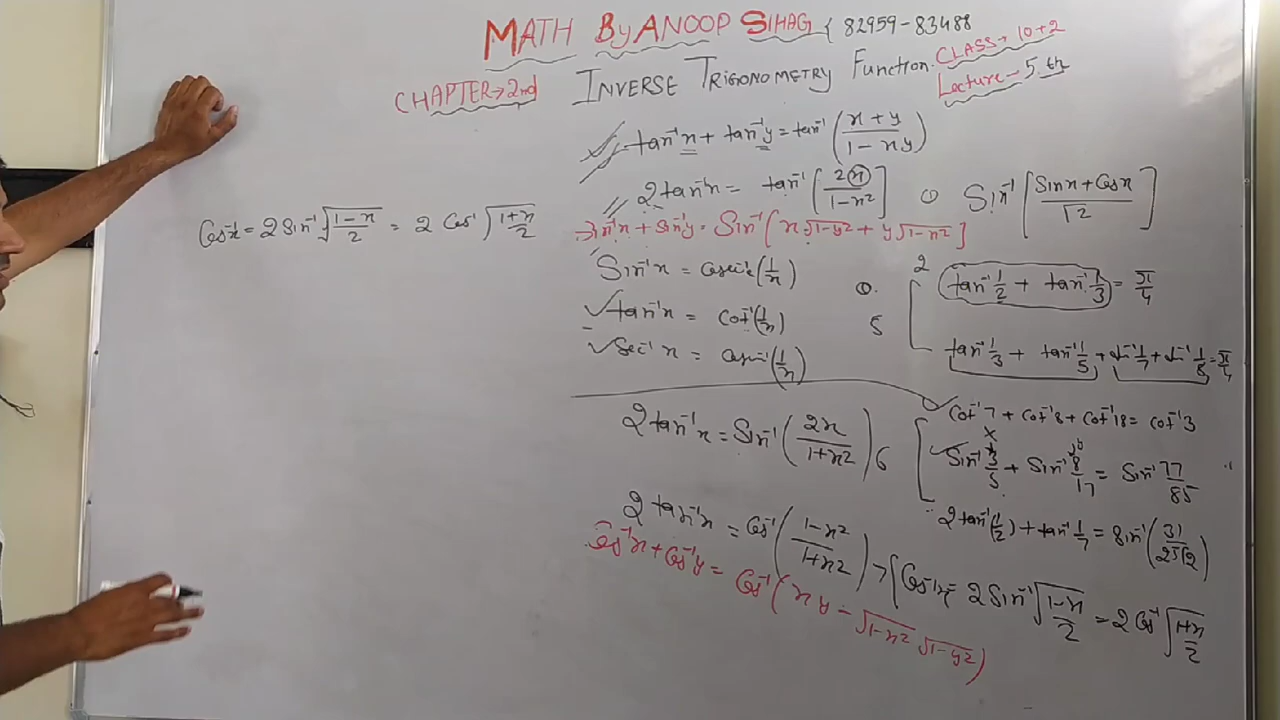 MATH By ANOOP SIHAG { 82959-83488
CHAPTER→2nd INVERSE TRIGONOMETRY Function. CLASS→ 10+2
Lecture - 5th
tan⁻¹x + tan⁻¹y = tan⁻¹(x+y/1-xy)
2tan⁻¹x = tan⁻¹[2x/1-x²]
Sin⁻¹[Sinx+Cosx/√2]
Cos⁻¹x = 2Sin⁻¹√(1-x/2) = 2 Cos⁻¹√(1+x/2)
→ Sin⁻¹x + Sin⁻¹y = Sin⁻¹[x√1-y² + y√1-x²]
Sin⁻¹x = Cosec⁻¹(1/x)
2
tan⁻¹1/2 + tan⁻¹1/3 = π/4
✓tan⁻¹x = Cot⁻¹(1/x)
5
✓Sec⁻¹x =
tan⁻¹1/3 + tan⁻¹1/5 + tan⁻¹1/7 + tan⁻¹1/8 = π/4
Cot⁻¹7 + Cot⁻¹8 + Cot⁻¹18 = Cot⁻¹3
2tan⁻¹x = Sin⁻¹(2x/1+x²)
6
Sin⁻¹3/5 + Sin⁻¹8/17 = Sin⁻¹77/85
2tan⁻¹(1/2) + tan⁻¹1/7 = Sin⁻¹(31/25√2)
2tan⁻¹x = Cos⁻¹(1-x²/1+x²)
7 [Cos⁻¹x = 2Sin⁻¹√(1-x/2) = 2Cos⁻¹√(1+x/2)
Cos⁻¹x + Cos⁻¹y = Cos⁻¹(xy - √1-x² √1-y²)